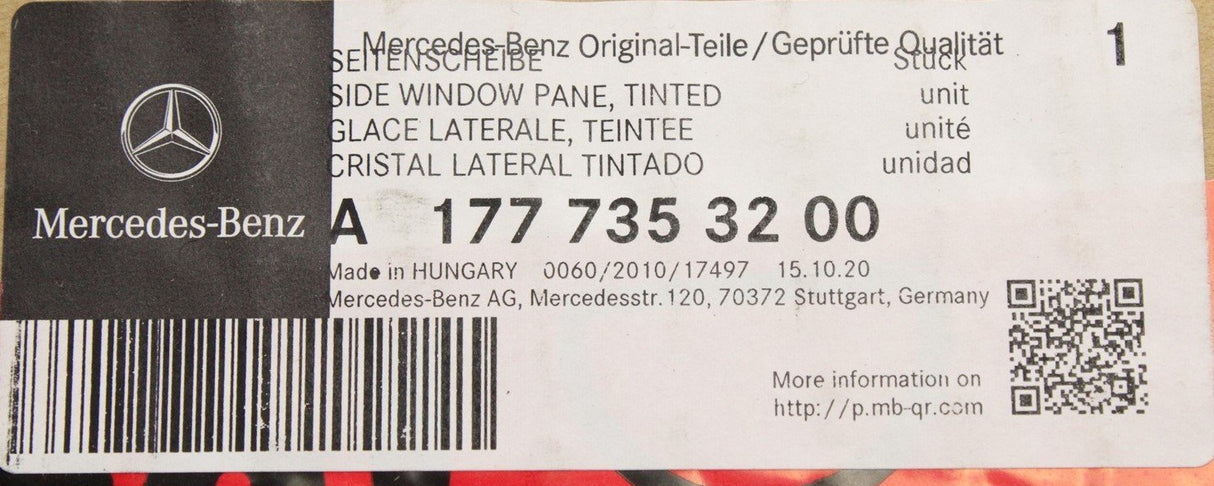 Mercedes-Benz
Mercedes-Benz Original-Teile/Geprüfte Qualität 1
SEITENSCHEIBE Stück
SIDE WINDOW PANE, TINTED unit
GLACE LATERALE, TEINTEE unité
CRISTAL LATERAL TINTADO unidad
A 177 735 32 00
Made in HUNGARY 0060/2010/17497 15.10.20
Mercedes-Benz AG, Mercedesstr. 120, 70372 Stuttgart, Germany
More information on
http://p.mb-qr.com